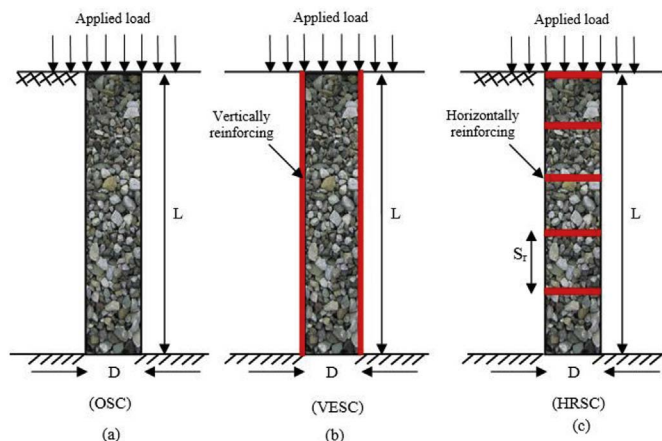 Applied load
Applied load
Applied load
Vertically
reinforcing
Horizontally
reinforcing
L
L
L
Sr
D
D
D
(OSC)
(VESC)
(HRSC)
(a)
(b)
(c)